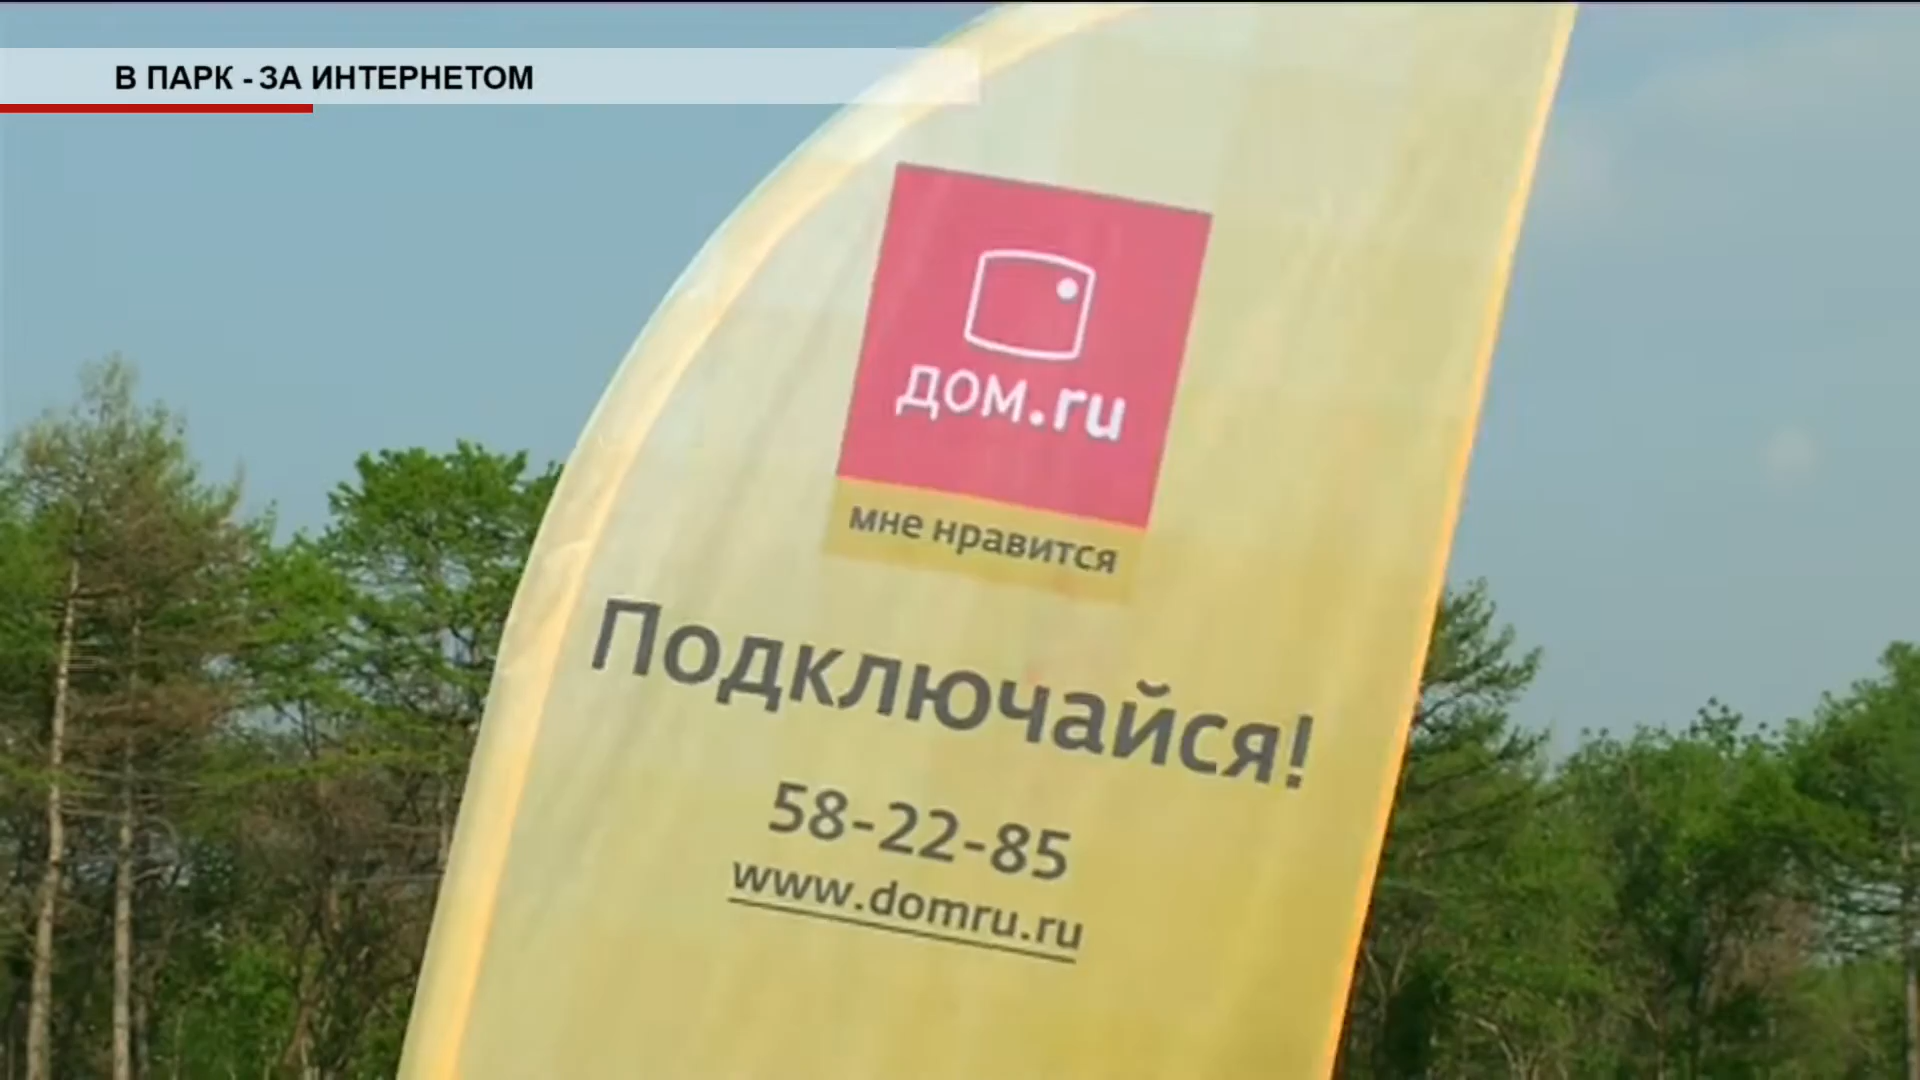 В ПАРК - ЗА ИНТЕРНЕТОМ
дом.ru
мне нравится
Подключайся!
58-22-85
www.domru.ru